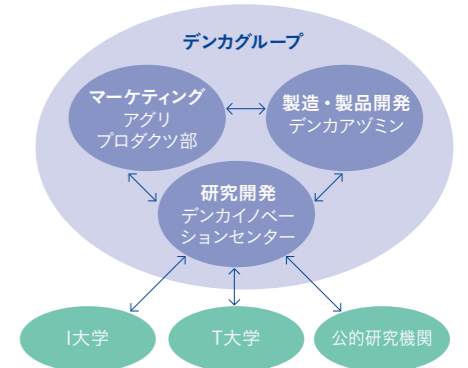 デンカグループ
マーケティング
アグリ
プロダクツ部
製造・製品開発
デンカアヅミン
研究開発
デンカイノベー
ションセンター
I大学
T大学
公的研究機関